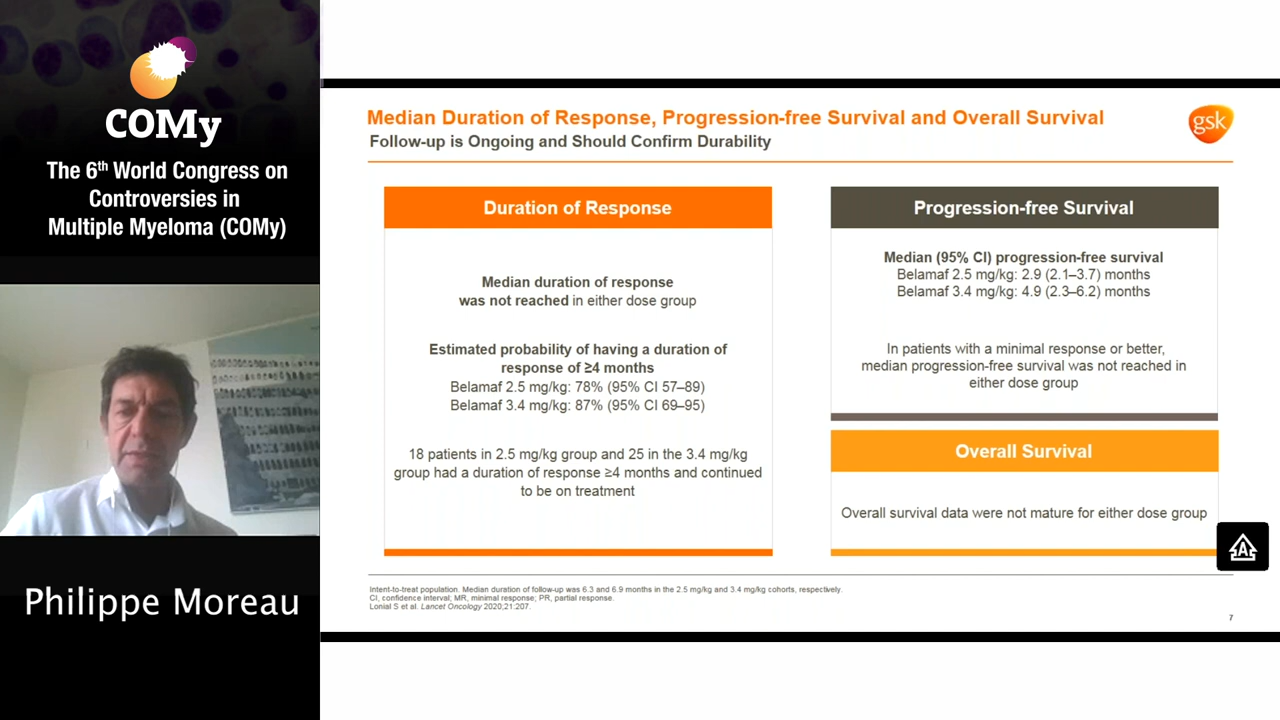 COMy
The 6th World Congress on
Controversies in
Multiple Myeloma (COMy)
Philippe Moreau
Median Duration of Response, Progression-free Survival and Overall Survival
Follow-up is Ongoing and Should Confirm Durability
gsk
Duration of Response
Median duration of response
was not reached in either dose group
Estimated probability of having a duration of
response of ≥4 months
Belamaf 2.5 mg/kg: 78% (95% CI 57–89)
Belamaf 3.4 mg/kg: 87% (95% CI 69–95)
18 patients in 2.5 mg/kg group and 25 in the 3.4 mg/kg
group had a duration of response ≥4 months and continued
to be on treatment
Progression-free Survival
Median (95% CI) progression-free survival
Belamaf 2.5 mg/kg: 2.9 (2.1–3.7) months
Belamaf 3.4 mg/kg: 4.9 (2.3–6.2) months
In patients with a minimal response or better,
median progression-free survival was not reached in
either dose group
Overall Survival
Overall survival data were not mature for either dose group
A
Intent-to-treat population. Median duration of follow-up was 6.3 and 6.9 months in the 2.5 mg/kg and 3.4 mg/kg cohorts, respectively.
CI, confidence interval; MR, minimal response; PR, partial response.
Lonial S et al. Lancet Oncology 2020;21:207.
7